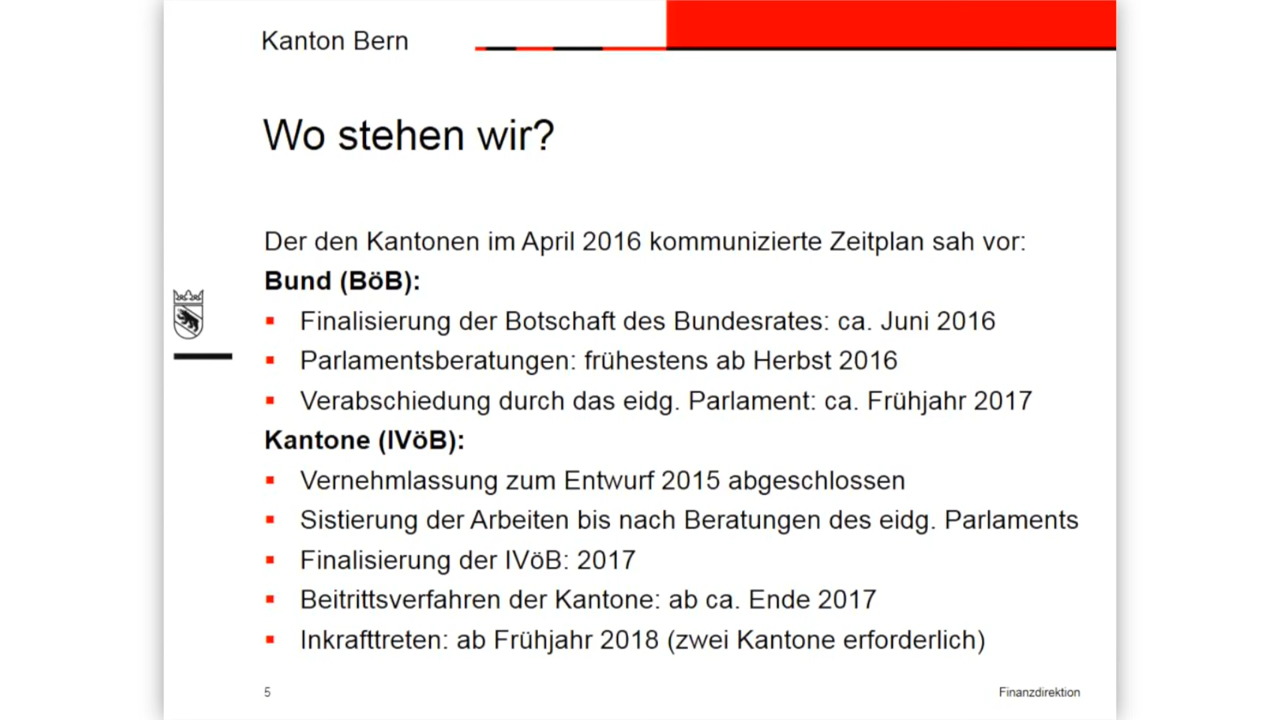 Kanton Bern
Wo stehen wir?
Der den Kantonen im April 2016 kommunizierte Zeitplan sah vor:
Bund (BöB):
Finalisierung der Botschaft des Bundesrates: ca. Juni 2016
Parlamentsberatungen: frühestens ab Herbst 2016
Verabschiedung durch das eidg. Parlament: ca. Frühjahr 2017
Kantone (IVöB):
Vernehmlassung zum Entwurf 2015 abgeschlossen
Sistierung der Arbeiten bis nach Beratungen des eidg. Parlaments
Finalisierung der IVöB: 2017
Beitrittsverfahren der Kantone: ab ca. Ende 2017
Inkrafttreten: ab Frühjahr 2018 (zwei Kantone erforderlich)
5
Finanzdirektion